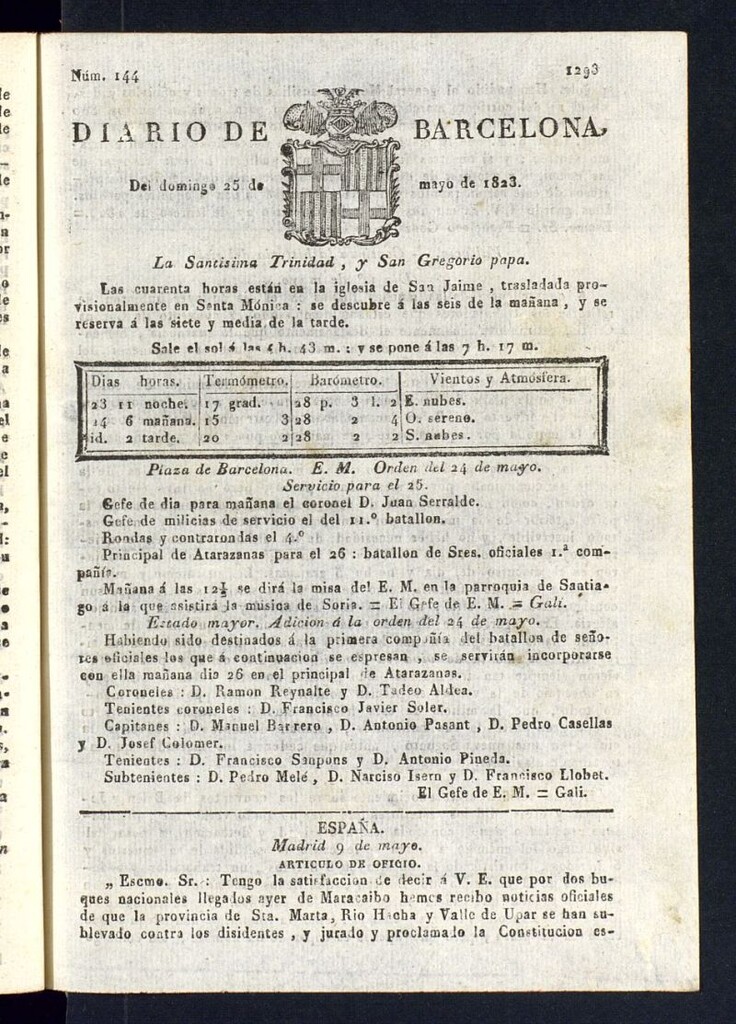 Núm. 144 1293
DIARIO DE BARCELONA,
Del domingo 25 de mayo de 1823.
La Santísima Trinidad, y San Gregorio papa.
Las cuarenta horas están en la iglesia de San Jaime, trasladada pro-
visionalmente en Santa Mónica: se descubre á las seis de la mañana, y se
reserva á las siete y media de la tarde.
Sale el sol á las 4 h. 43 m.; y se pone á las 7 h. 17 m.
Dias horas. Termómetro. Barómetro. Vientos y Atmósfera.
23 11 noche. 17 grad. 28 p. 3 l. 2 E. nubes.
24 6 mañana. 15 3 28 2 4 O. sereno.
id. 2 tarde. 20 2 28 2 2 S. nubes.
Plaza de Barcelona. E. M. Orden del 24 de mayo.
Servicio para el 25.
Gefe de dia para mañana el coronel D. Juan Serralde.
Gefe de milicias de servicio el del 11.º batallon.
Rondas y contrarondas el 4.º
Principal de Atarazanas para el 26: batallon de Sres. oficiales 1.ª com-
pañía.
Mañana á las 12½ se dirá la misa del E. M. en la parroquia de Santia-
go á la que asistirá la música de Soria. = El Gefe de E. M. = Gali.
Estado mayor. Adicion á la orden del 24 de mayo.
Habiendo sido destinados á la primera compañía del batallon de seño-
res oficiales los que á continuacion se espresan, se servirán incorporarse
con ella mañana dia 26 en el principal de Atarazanas.
Coroneles: D. Ramon Reynalte y D. Tadeo Aldea.
Tenientes coroneles: D. Francisco Javier Soler.
Capitanes: D. Manuel Barrero, D. Antonio Pasant, D. Pedro Casellas
y D. Josef Colomer.
Tenientes: D. Francisco Sanpons y D. Antonio Pineda.
Subtenientes: D. Pedro Melé, D. Narciso Isern y D. Francisco Llobet.
El Gefe de E. M. = Gali.
ESPAÑA.
Madrid 9 de mayo.
ARTICULO DE OFICIO.
„Escmo. Sr.: Tengo la satisfaccion de decir á V. E. que por dos bu-
ques nacionales llegados ayer de Maracaibo hemos recibo noticias oficiales
de que la provincia de Sta. Marta, Rio Hacha y Valle de Upar se han su-
blevado contra los disidentes, y jurado y proclamado la Constitucion es-